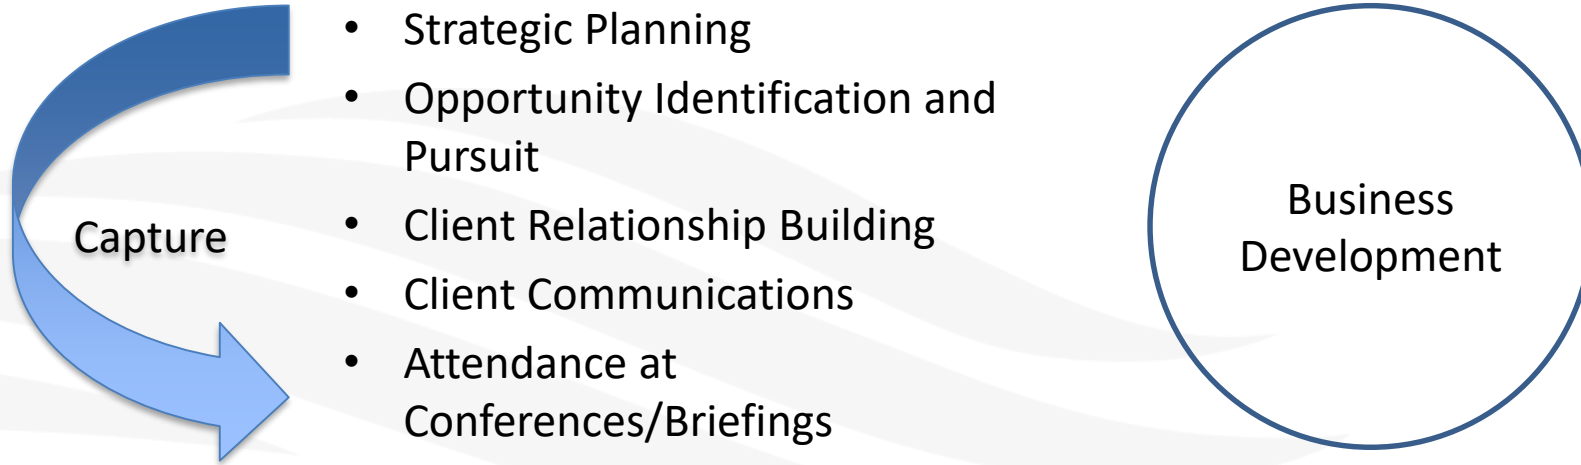 Capture
• Strategic Planning
• Opportunity Identification and
Pursuit
• Client Relationship Building
• Client Communications
• Attendance at
Conferences/Briefings
Business
Development